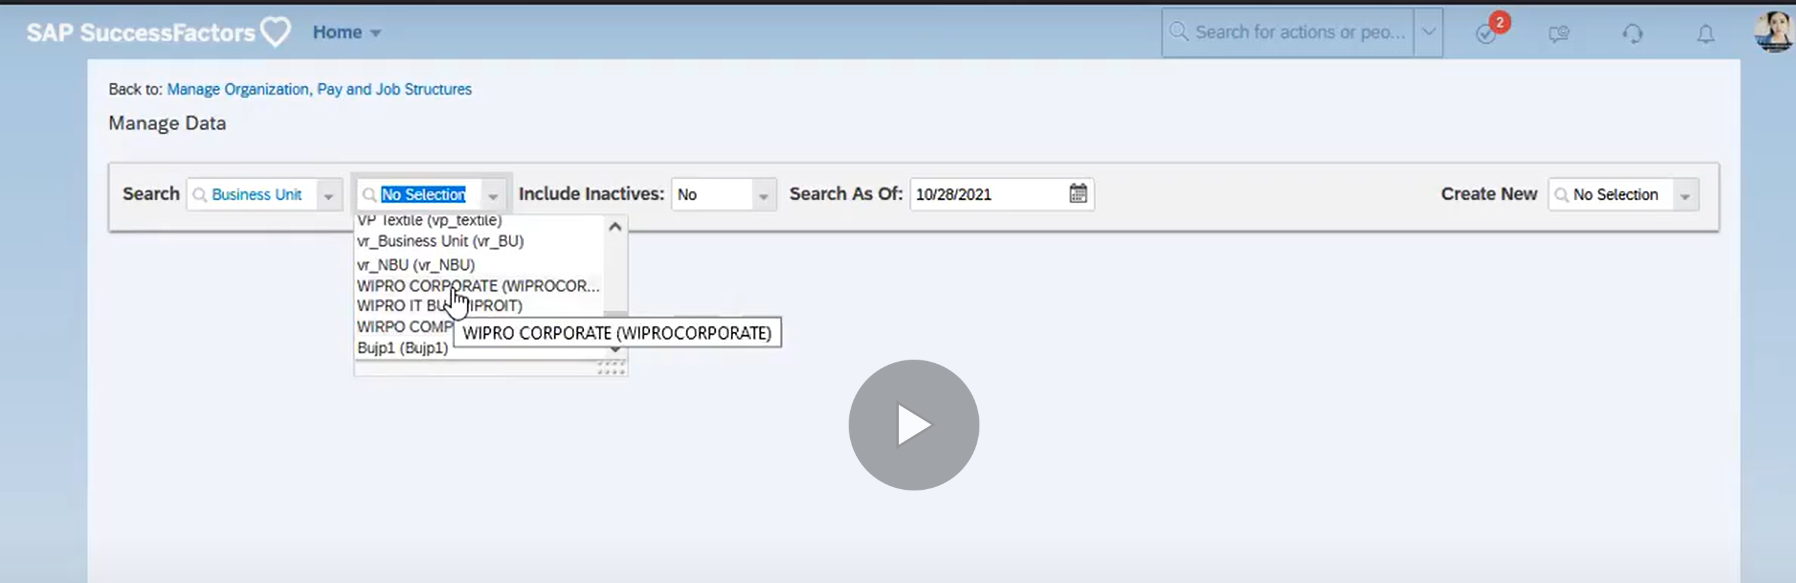 SAP SuccessFactors Home Search for actions or peo... 2
Back to: Manage Organization, Pay and Job Structures
Manage Data
Search Business Unit No Selection Include Inactives: No Search As Of: 10/28/2021 Create New No Selection
VP Textile (vp_textile)
vr_Business Unit (vr_BU)
vr_NBU (vr_NBU)
WIPRO CORPORATE (WIPROCOR...
WIPRO IT BU IPROIT)
WIRPO COMP
WIPRO CORPORATE (WIPROCORPORATE)
Bujp1 (Bujp1)